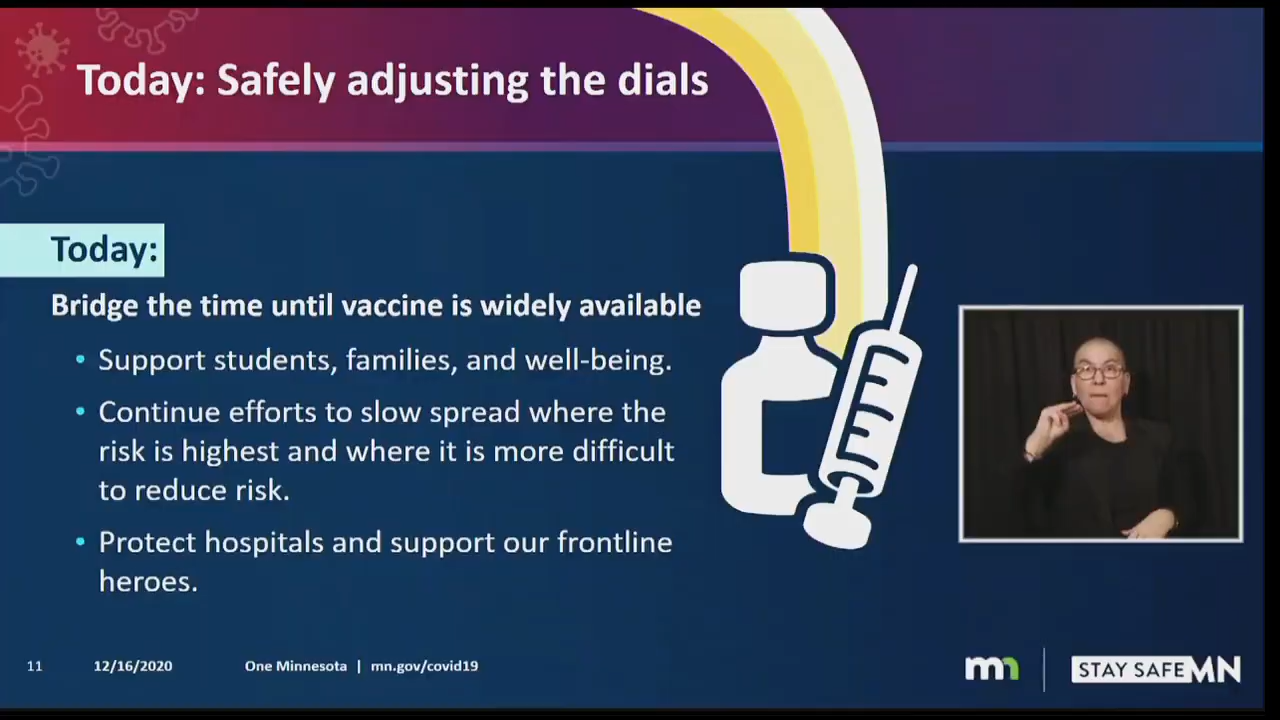 Today: Safely adjusting the dials
Today:
Bridge the time until vaccine is widely available
• Support students, families, and well-being.
• Continue efforts to slow spread where the
risk is highest and where it is more difficult
to reduce risk.
• Protect hospitals and support our frontline
heroes.
11 12/16/2020 One Minnesota | mn.gov/covid19
mn STAY SAFE MN